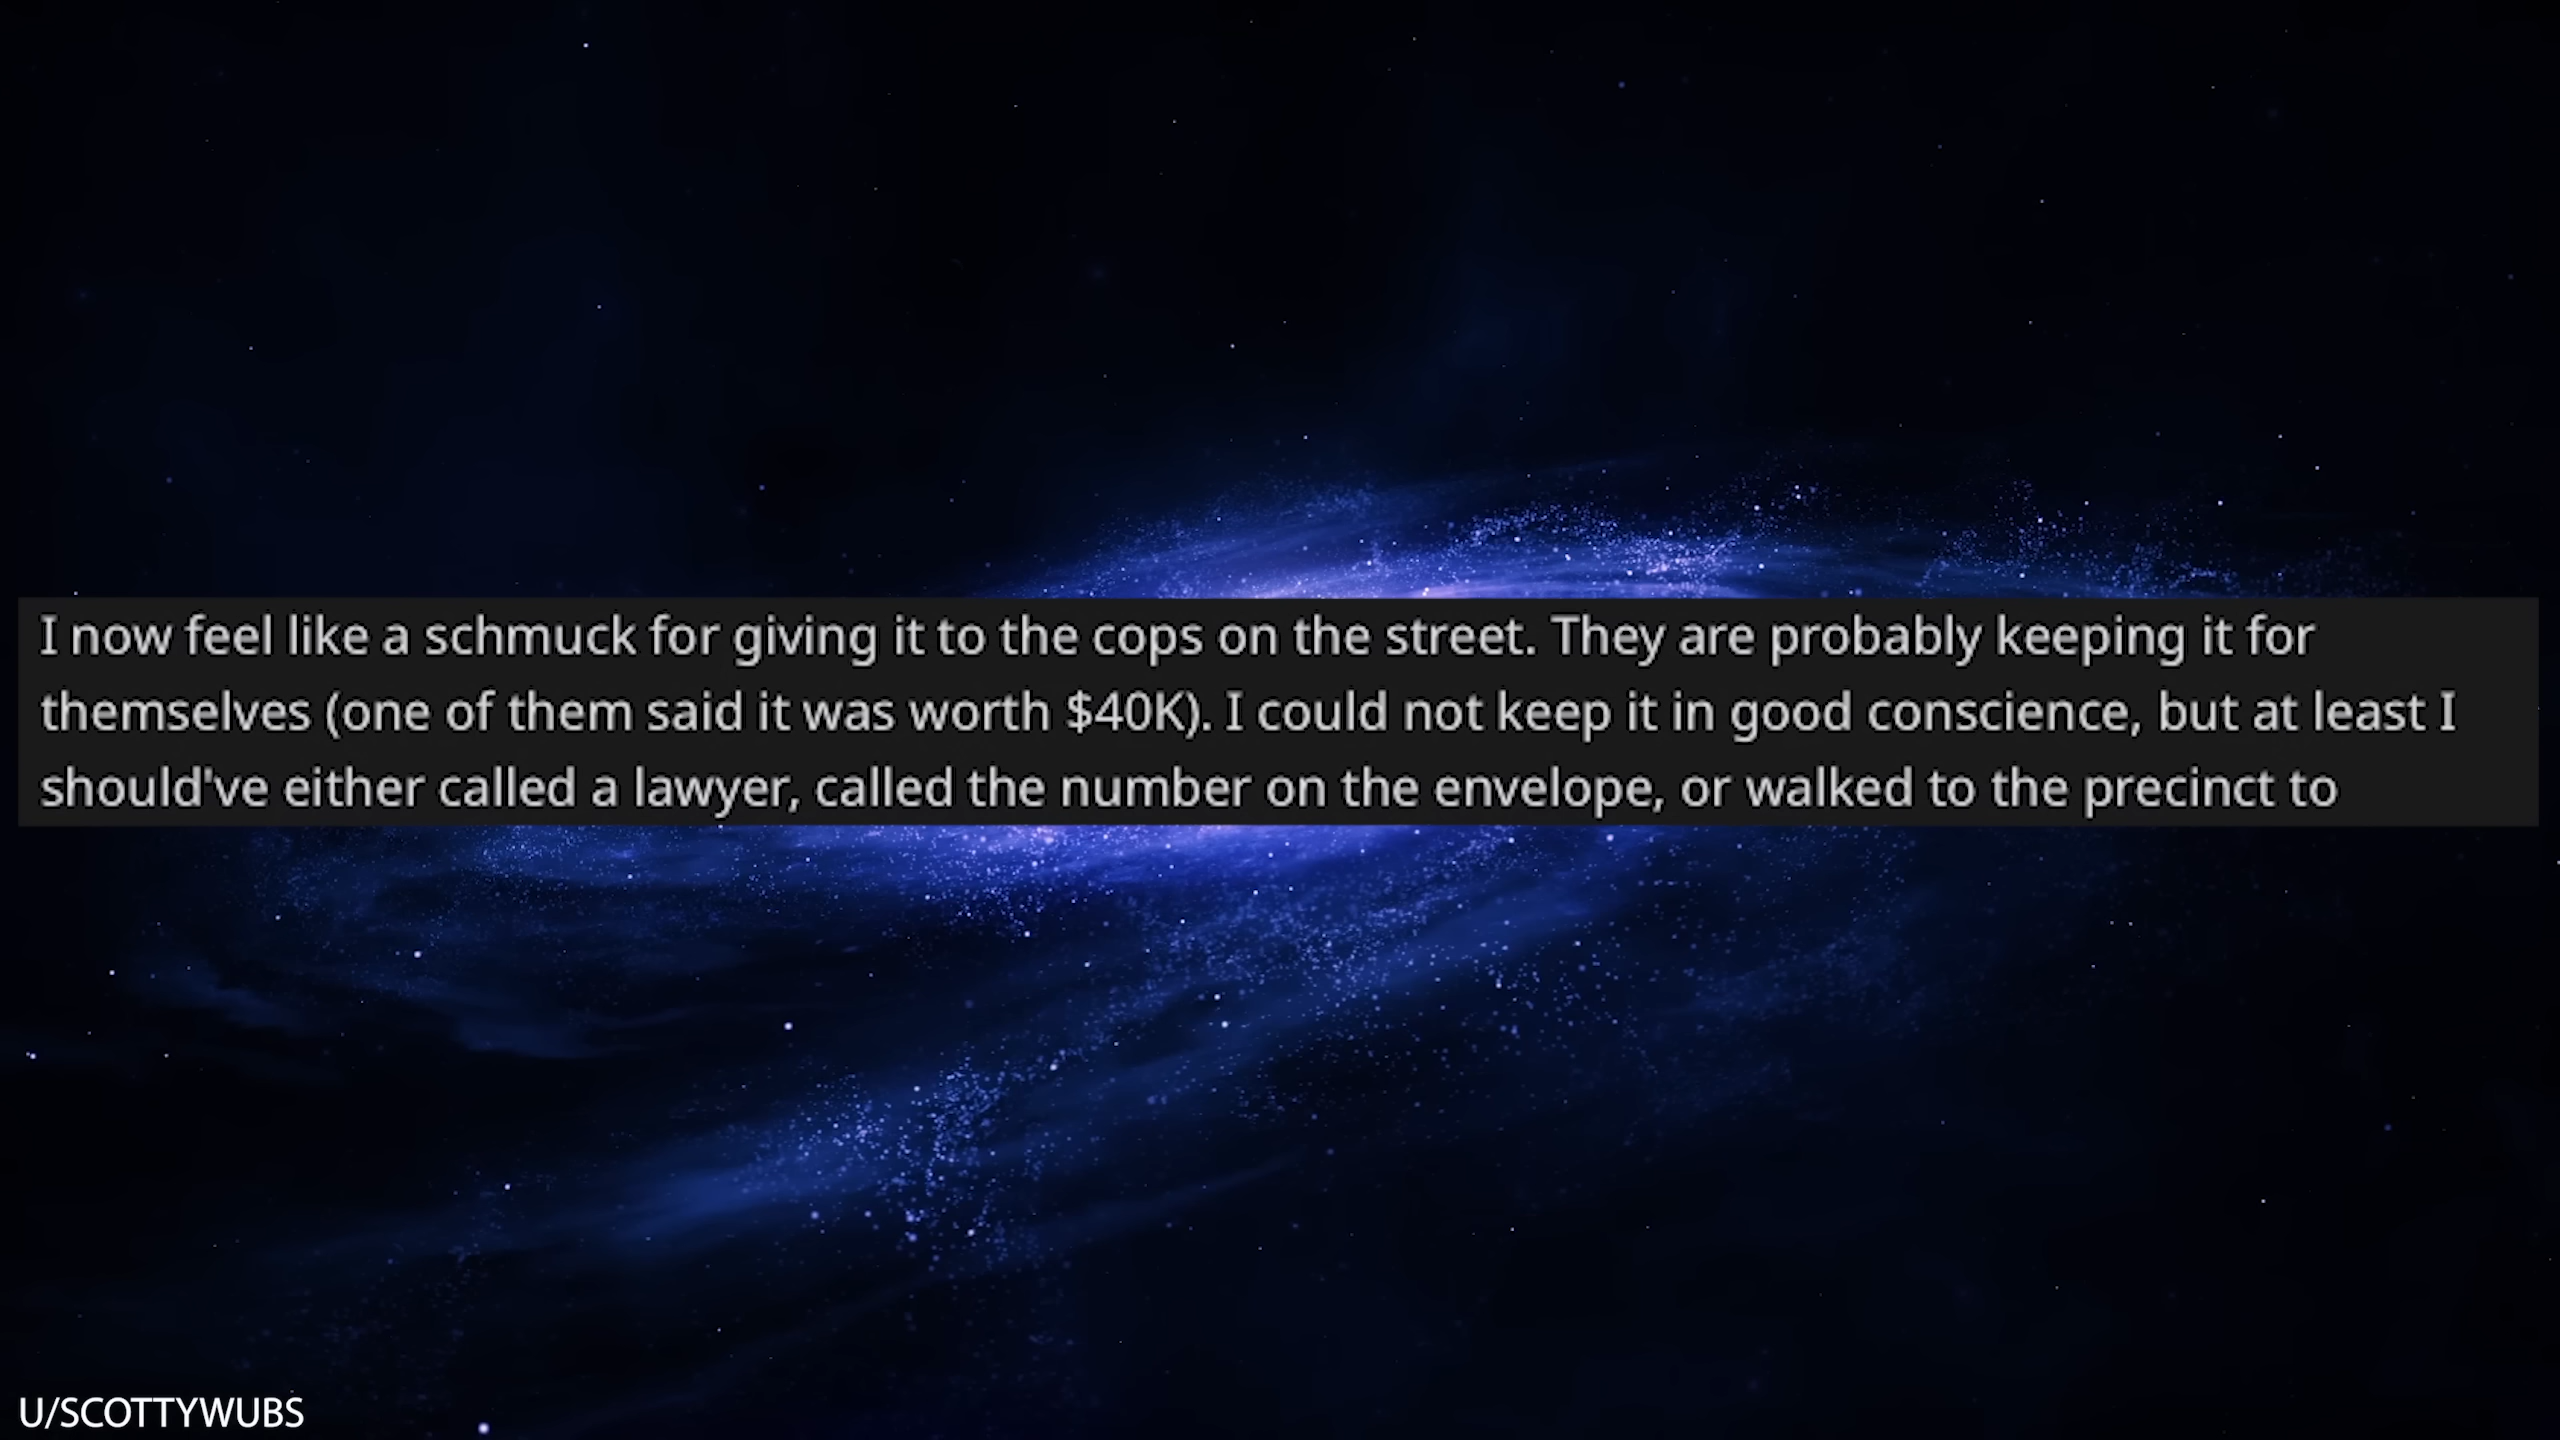 I now feel like a schmuck for giving it to the cops on the street. They are probably keeping it for
themselves (one of them said it was worth $40K). I could not keep it in good conscience, but at least I
should've either called a lawyer, called the number on the envelope, or walked to the precinct to
U/SCOTTYWUBS